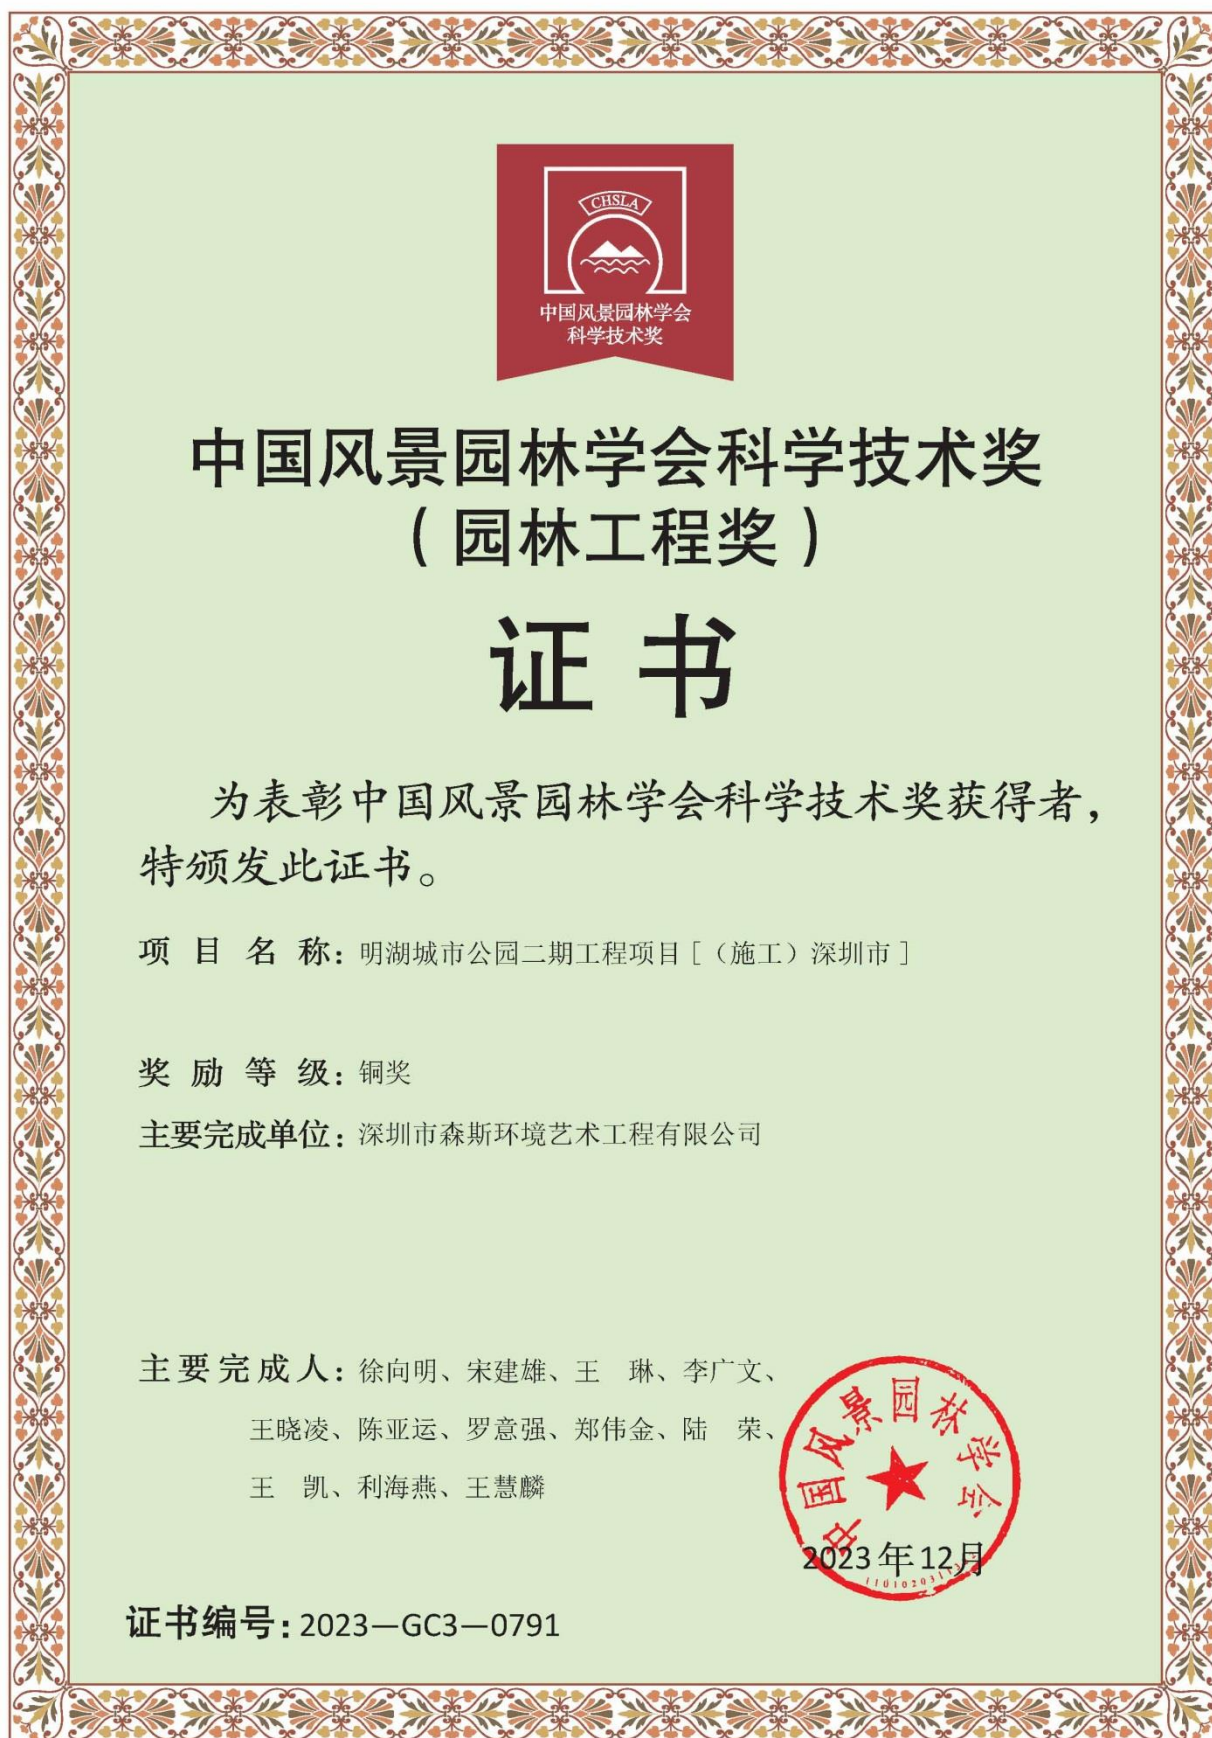 CHSLA
中国风景园林学会
科学技术奖
中国风景园林学会科学技术奖
（园林工程奖）
证书
为表彰中国风景园林学会科学技术奖获得者，
特颁发此证书。
项目名称：明湖城市公园二期工程项目［（施工）深圳市］
奖励等级：铜奖
主要完成单位：深圳市森斯环境艺术工程有限公司
主要完成人：徐向明、宋建雄、王　琳、李广文、
王晓凌、陈亚运、罗意强、郑伟金、陆　荣、
王　凯、利海燕、王慧麟
中国风景园林学会
2023年12月
证书编号：2023—GC3—0791